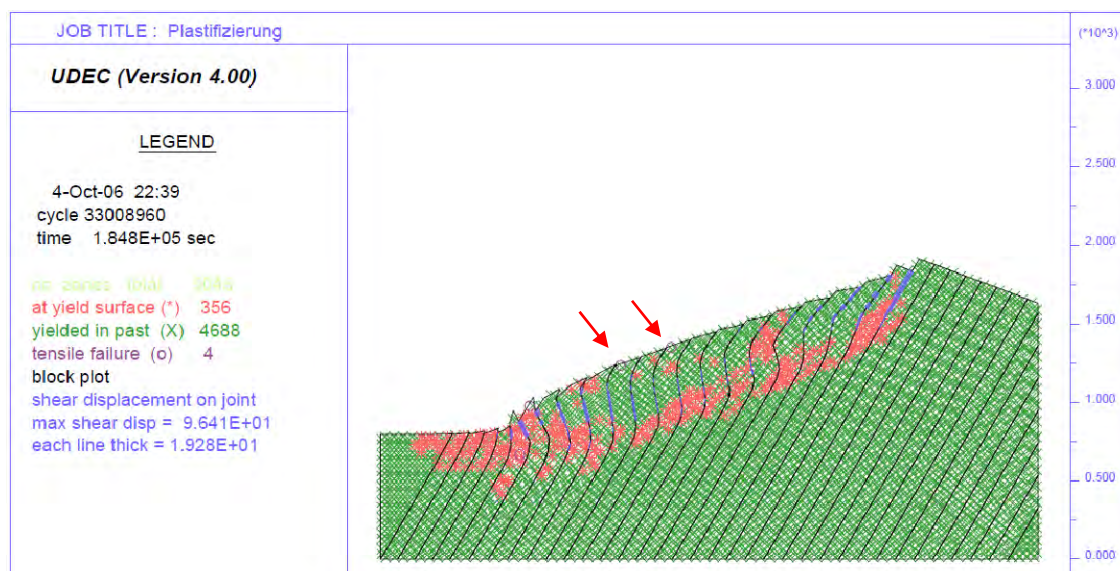 JOB TITLE : Plastifizierung
(*10^3)
UDEC (Version 4.00)
LEGEND
4-Oct-06 22:39
cycle 33008960
time 1.848E+05 sec
at yield surface (*) 356
yielded in past (X) 4688
tensile failure (o) 4
block plot
shear displacement on joint
max shear disp = 9.641E+01
each line thick = 1.928E+01
3.000
2.500
2.000
1.500
1.000
0.500
0.000